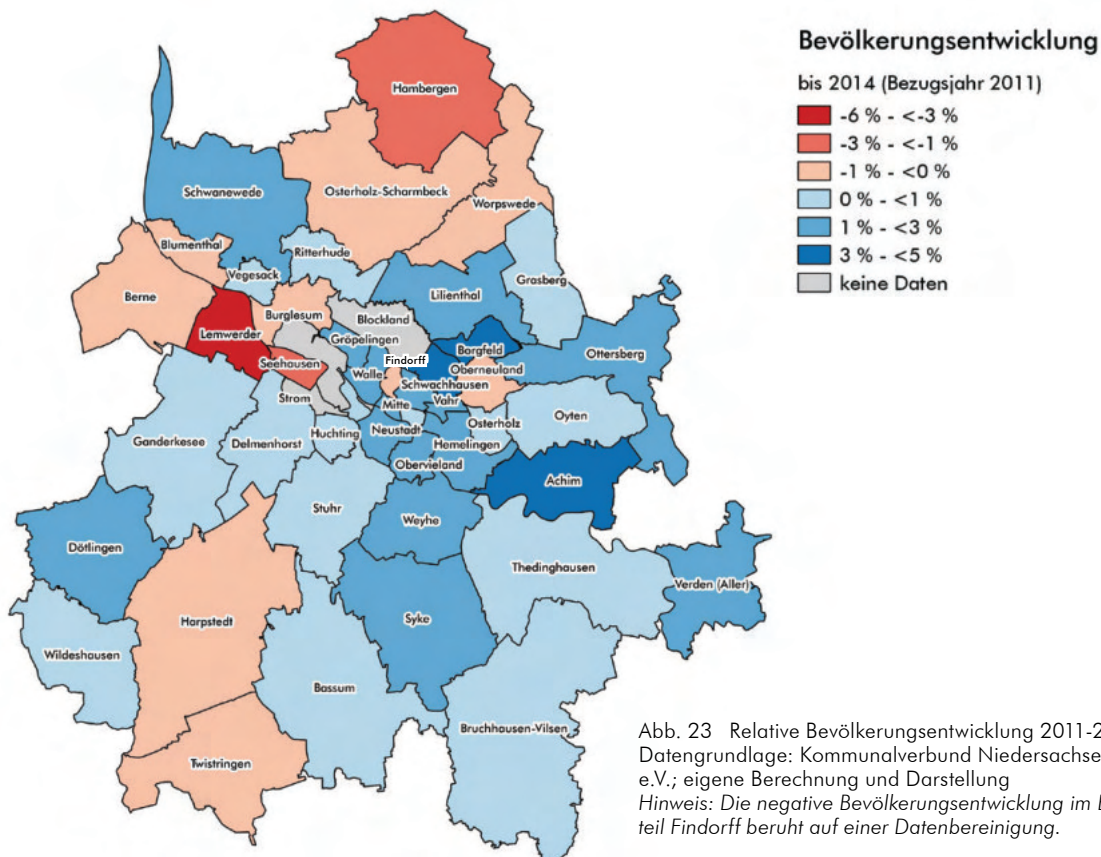 Bevölkerungsentwicklung
bis 2014 (Bezugsjahr 2011)
-6 % - <-3 %
-3 % - <-1 %
-1 % - <0 %
0 % - <1 %
1 % - <3 %
3 % - <5 %
keine Daten
Hambergen
Schwanewede
Osterholz-Scharmbeck
Worpswede
Blumenthal
Ritterhude
Vegesack
Grasberg
Berne
Lilienthal
Burglesum
Blockland
Lemwerder
Gröpelingen
Borgfeld
Ottersberg
Findorff
Seehausen
Oberneuland
Walle
Schwachhausen
Strom
Mitte
Vahr
Oyten
Ganderkesee
Delmenhorst
Huchting
Neustadt
Osterholz
Hemelingen
Obervieland
Achim
Stuhr
Weyhe
Dötlingen
Thedinghausen
Verden (Aller)
Harpstedt
Syke
Wildeshausen
Bassum
Bruchhausen-Vilsen
Twistringen
Abb. 23 Relative Bevölkerungsentwicklung 2011-2
Datengrundlage: Kommunalverbund Niedersachse
e.V.; eigene Berechnung und Darstellung
Hinweis: Die negative Bevölkerungsentwicklung im
teil Findorff beruht auf einer Datenbereinigung.